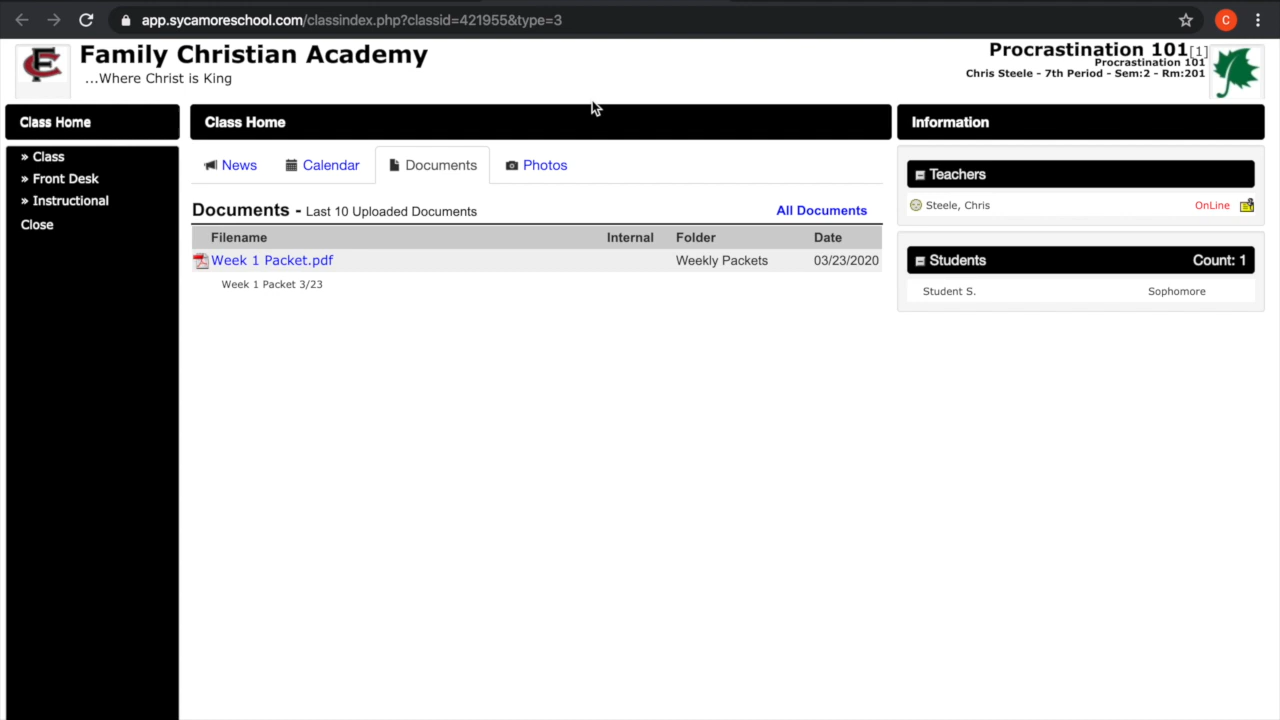 app.sycamoreschool.com/classindex.php?classid=421955&type=3
C
Family Christian Academy
...Where Christ is King
Procrastination 101[1]
Procrastination 101
Chris Steele - 7th Period - Sem:2 - Rm:201
Class Home
» Class
» Front Desk
» Instructional
Close
Class Home
News Calendar Documents Photos
Documents - Last 10 Uploaded Documents All Documents
Filename Internal Folder Date
Week 1 Packet.pdf Weekly Packets 03/23/2020
Week 1 Packet 3/23
Information
Teachers
Steele, Chris OnLine
Students Count: 1
Student S. Sophomore